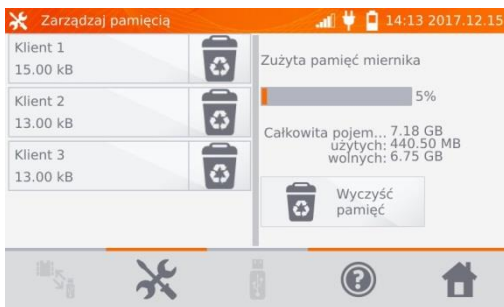 Zarządzaj pamięcią
14:13 2017.12.15
Klient 1
15.00 kB
Klient 2
13.00 kB
Klient 3
13.00 kB
Zużyta pamięć miernika
5%
Całkowita pojem... 7.18 GB
użytych: 440.50 MB
wolnych: 6.75 GB
Wyczyść
pamięć